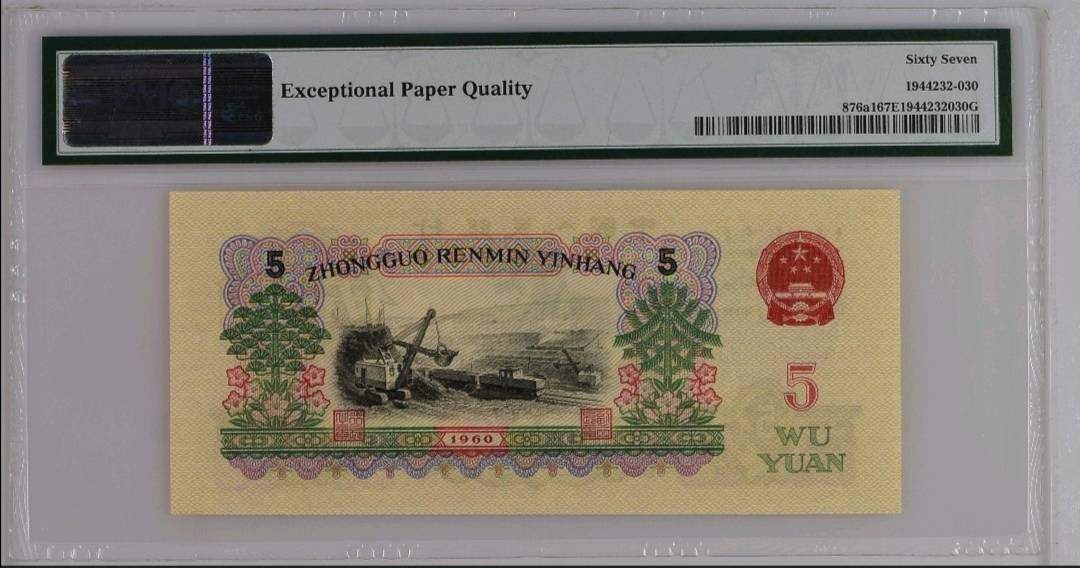 Exceptional Paper Quality
Sixty Seven
1944232-030
876a167E1944232030G
5 ZHONGGUO RENMIN YINHANG 5
5
1960
WU
YUAN